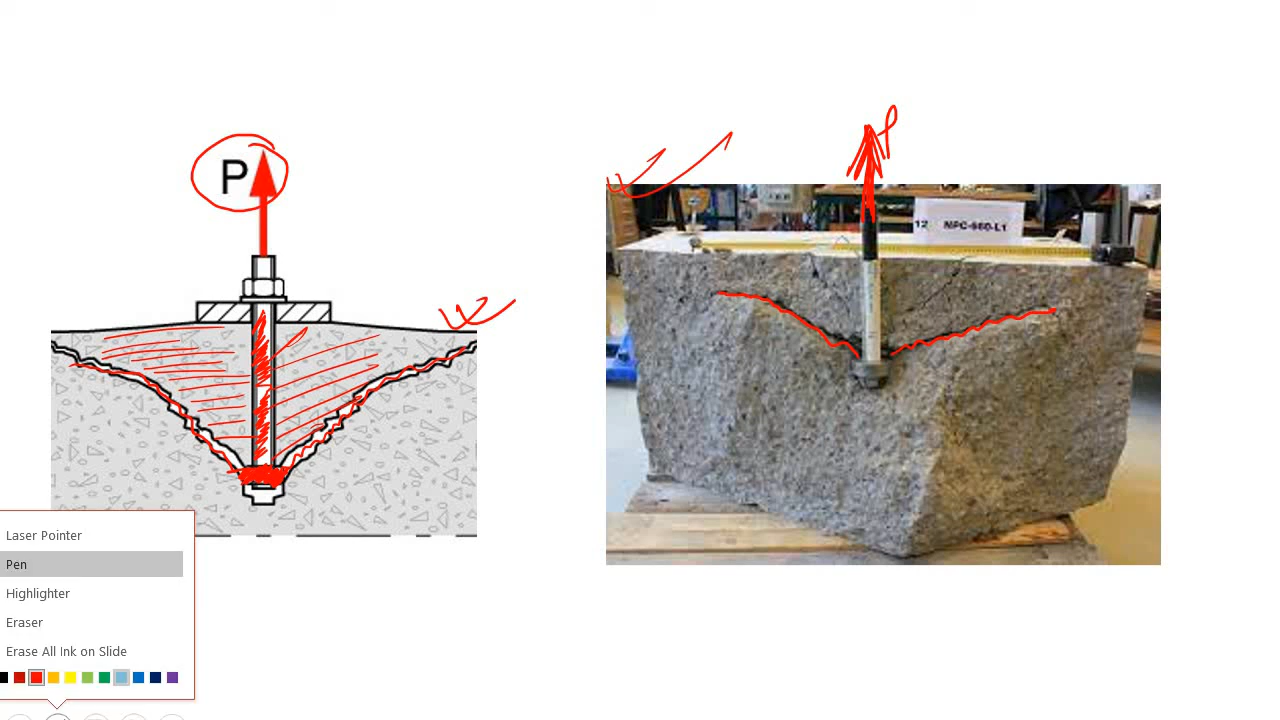 P
P
12 NPC-660-L1
Laser Pointer
Pen
Highlighter
Eraser
Erase All Ink on Slide